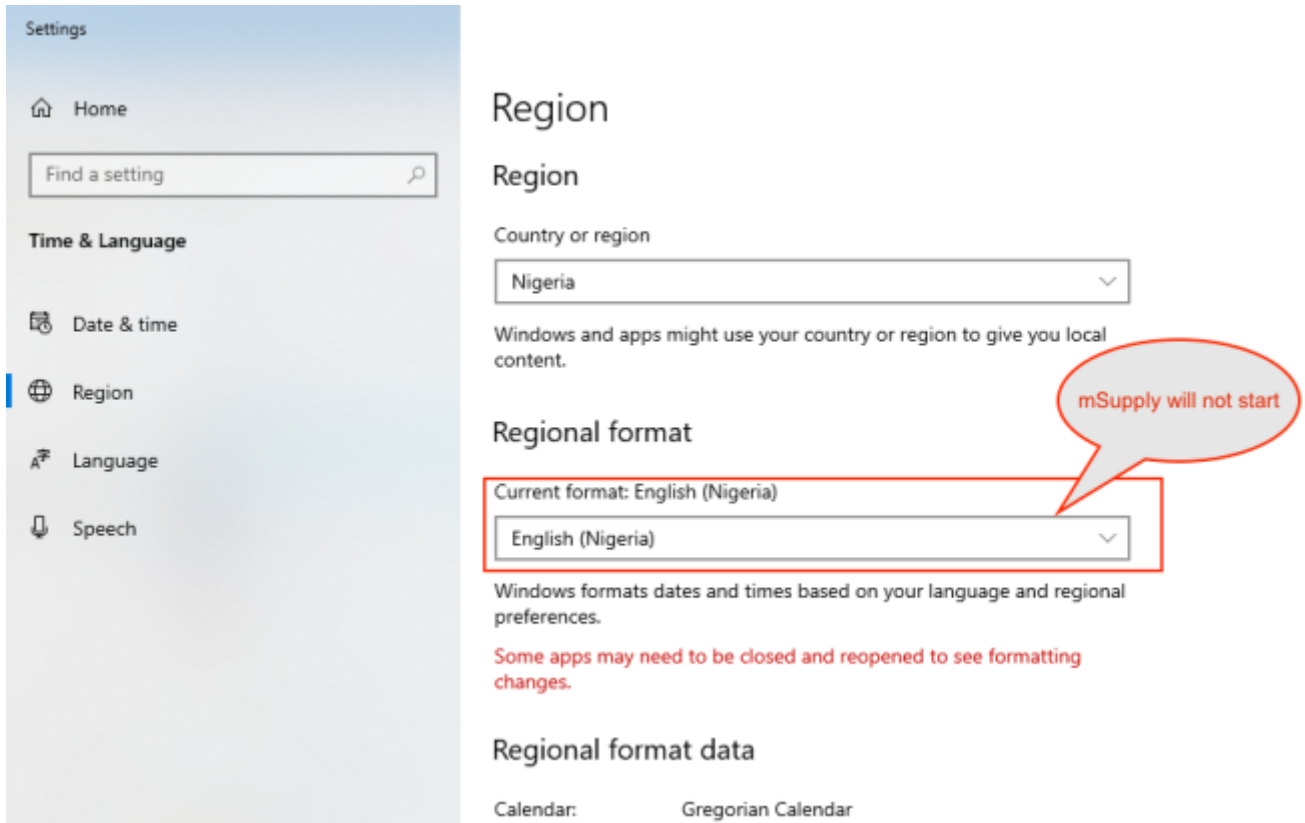 Settings
Home
Find a setting
Time & Language
Date & time
Region
Language
Speech
Region
Region
Country or region
Nigeria
Windows and apps might use your country or region to give you local
content.
mSupply will not start
Regional format
Current format: English (Nigeria)
English (Nigeria)
Windows formats dates and times based on your language and regional
preferences.
Some apps may need to be closed and reopened to see formatting
changes.
Regional format data
Calendar: Gregorian Calendar